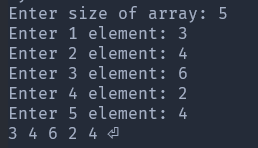 Enter size of array: 5
Enter 1 element: 3
Enter 2 element: 4
Enter 3 element: 6
Enter 4 element: 2
Enter 5 element: 4
3 4 6 2 4 ⏎